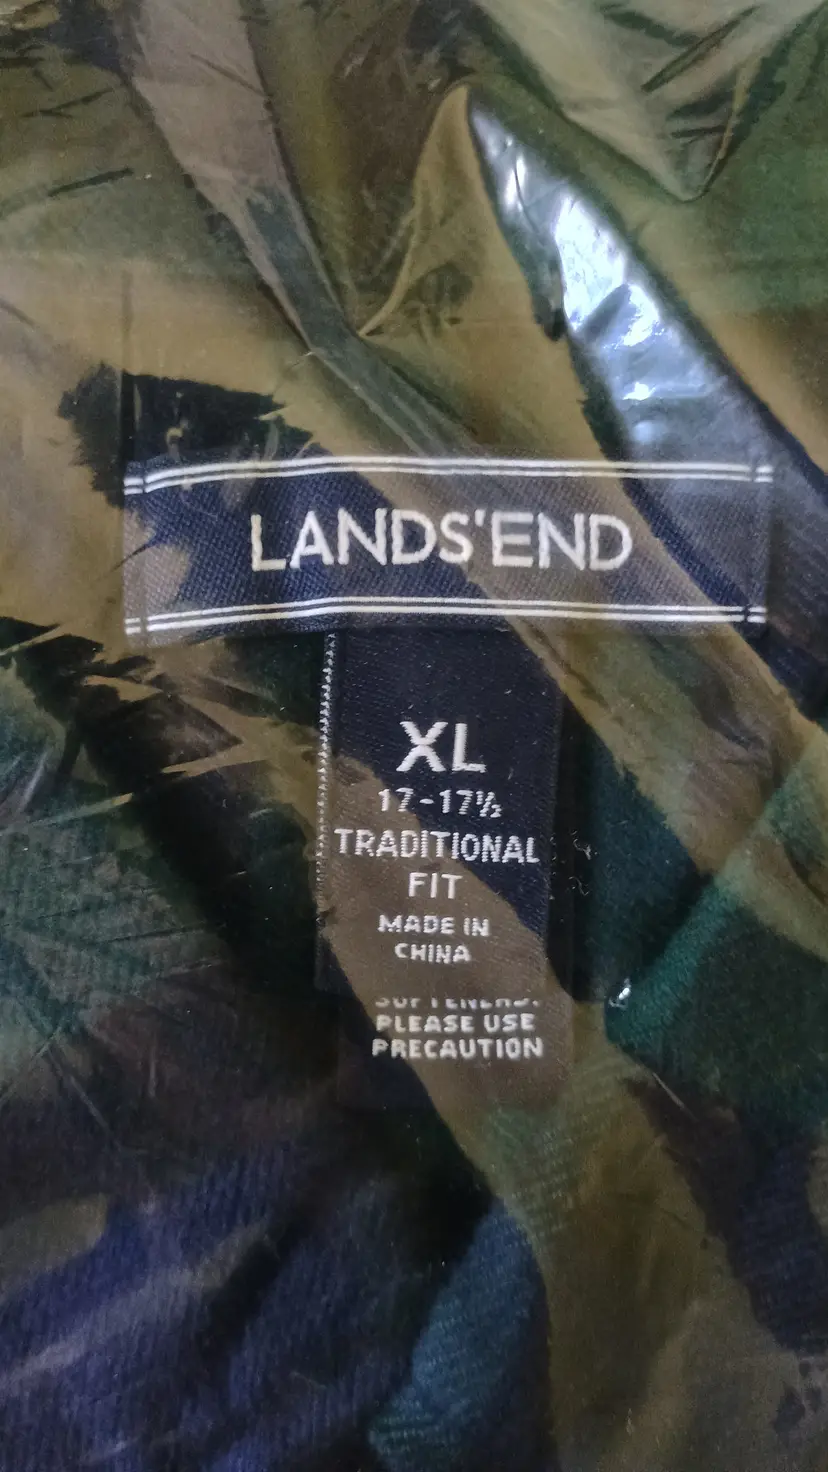 LANDS'END
XL
17-17½
TRADITIONAL
FIT
MADE IN
CHINA
PLEASE USE
PRECAUTION